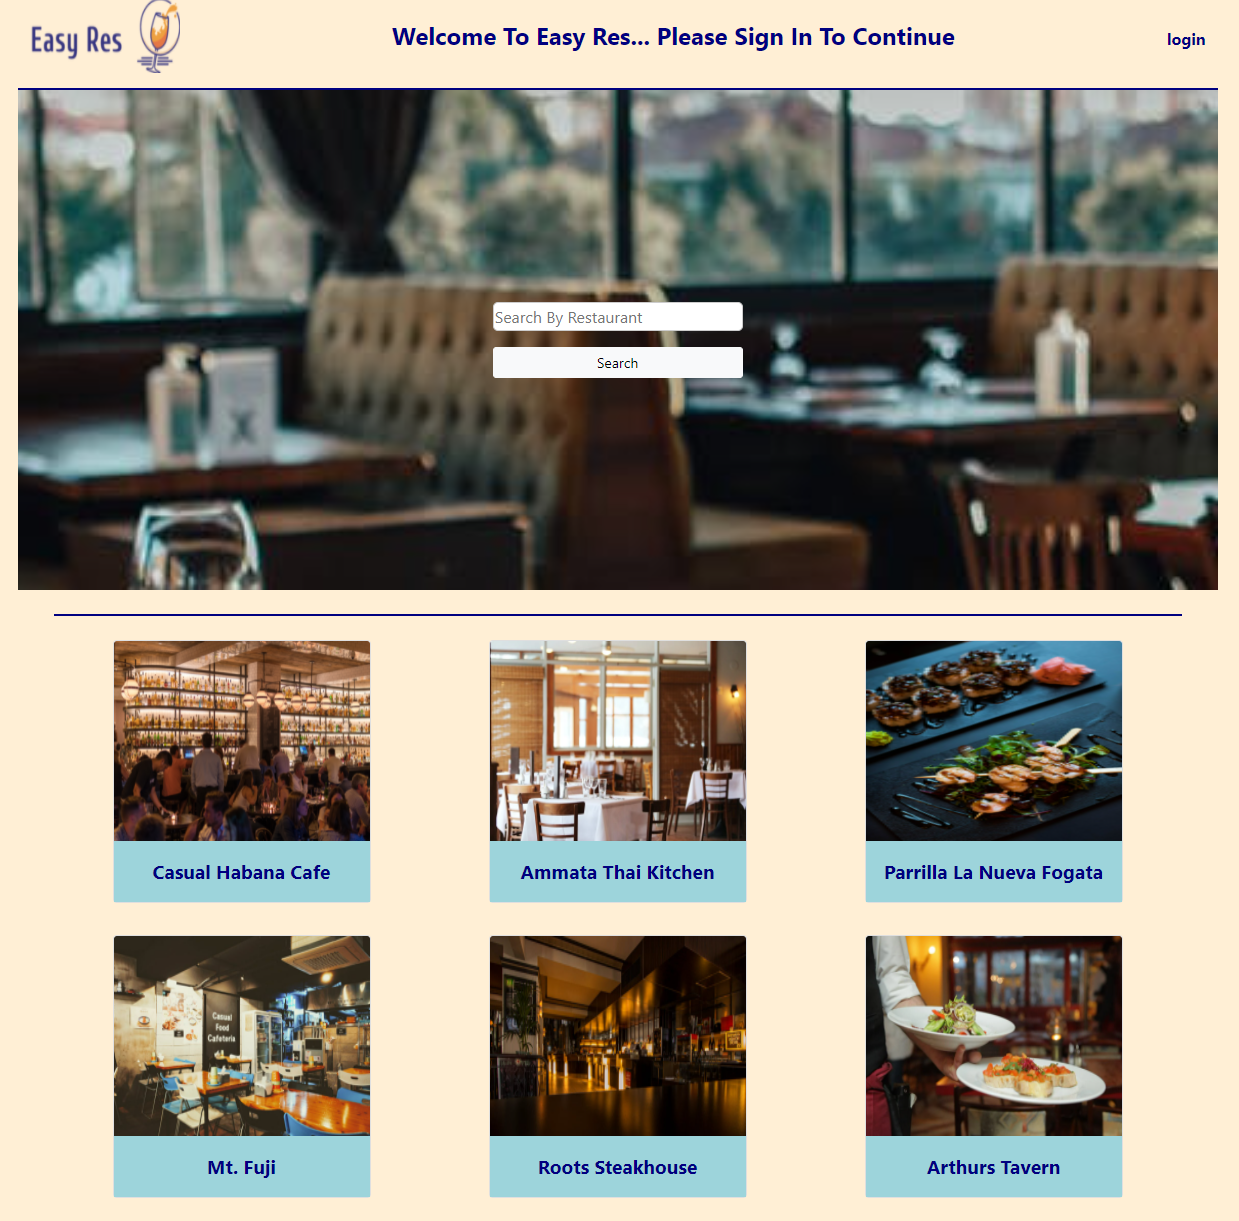 Easy Res
Welcome To Easy Res... Please Sign In To Continue
login
Search By Restaurant
Search
Casual Habana Cafe
Ammata Thai Kitchen
Parrilla La Nueva Fogata
Casual
Food
Cafeteria
Mt. Fuji
Roots Steakhouse
Arthurs Tavern